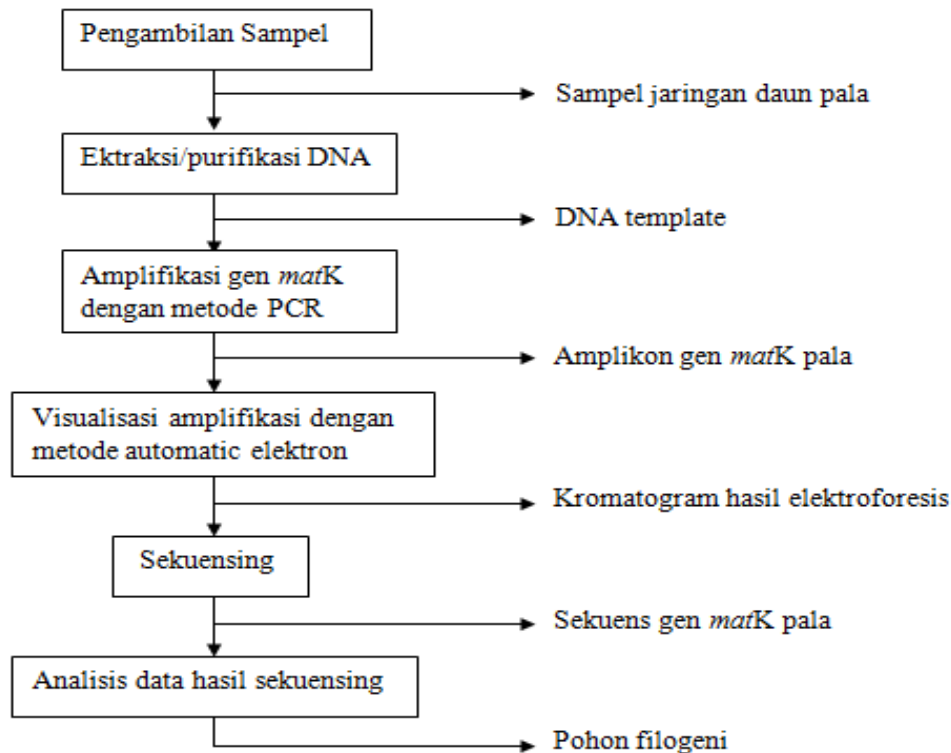 Pengambilan Sampel
Sampel jaringan daun pala
Ektraksi/purifikasi DNA
DNA template
Amplifikasi gen matK
dengan metode PCR
Amplikon gen matK pala
Visualisasi amplifikasi dengan
metode automatic elektron
Kromatogram hasil elektroforesis
Sekuensing
Sekuens gen matK pala
Analisis data hasil sekuensing
Pohon filogeni